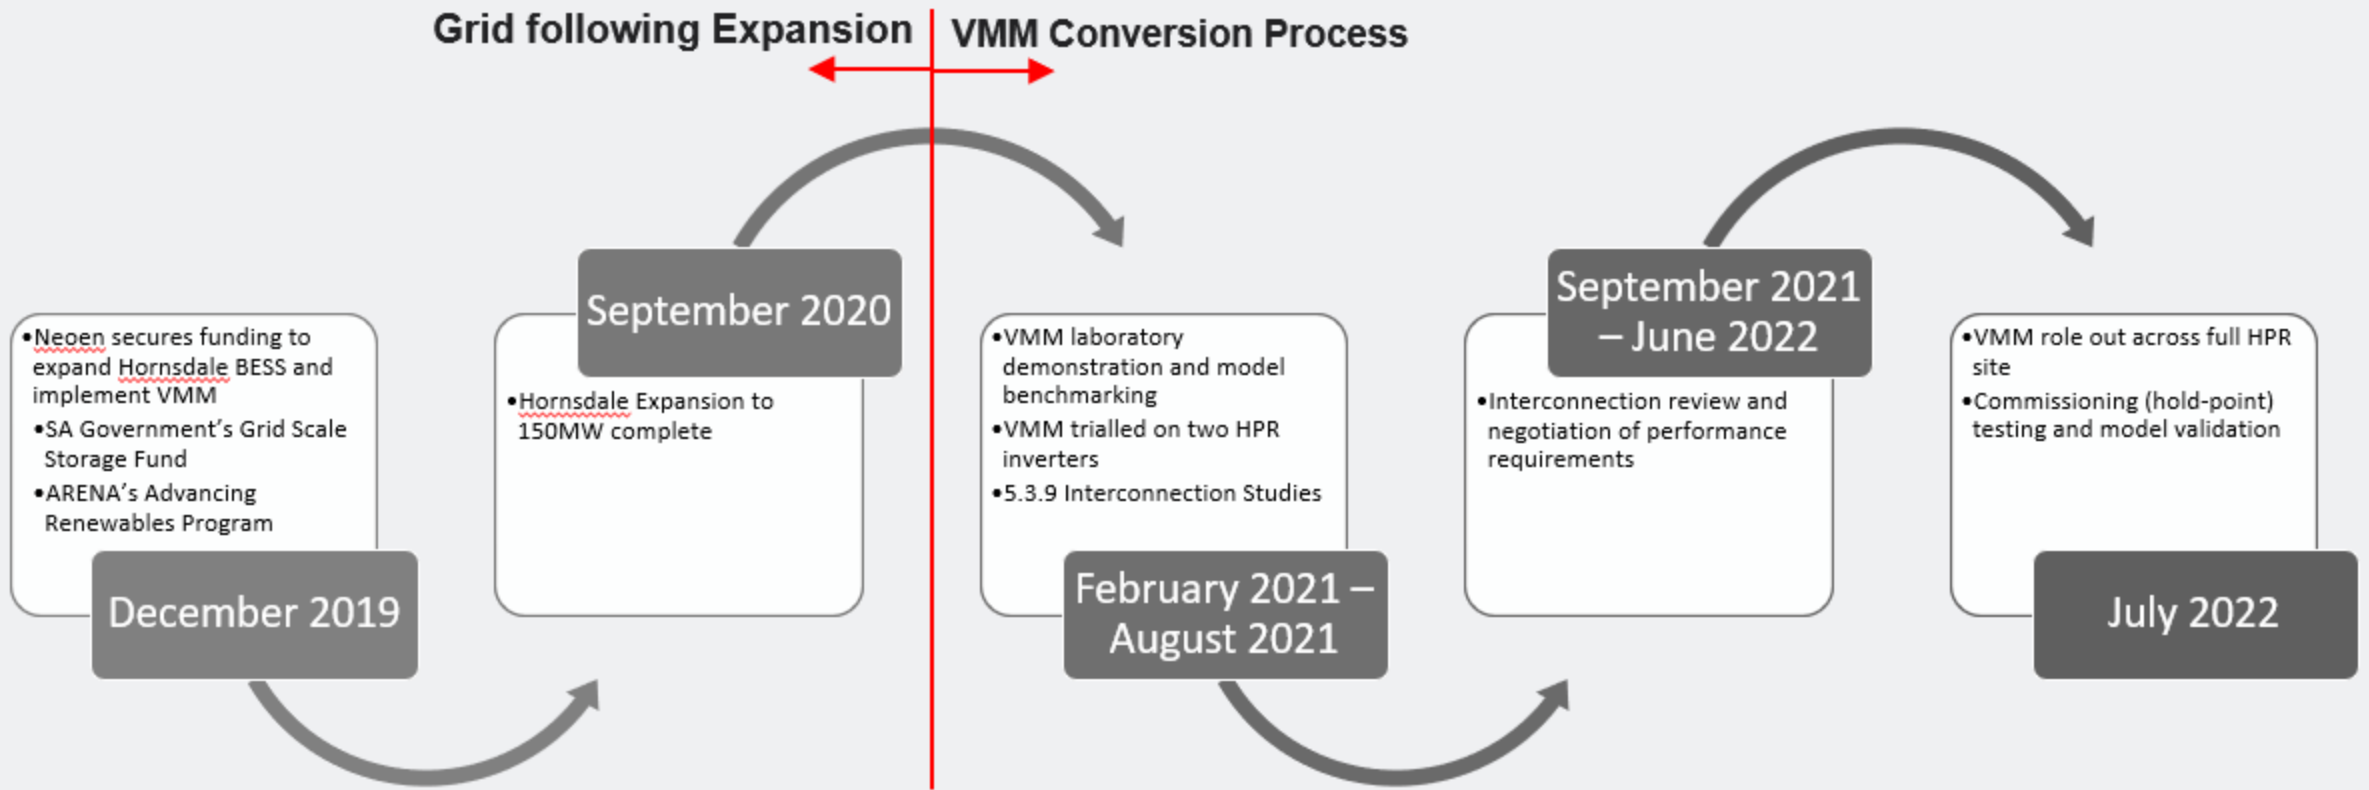 Grid following Expansion
VMM Conversion Process
•Neoen secures funding to
expand Hornsdale BESS and
implement VMM
•SA Government's Grid Scale
Storage Fund
•ARENA's Advancing
Renewables Program
December 2019
September 2020
•Hornsdale Expansion to
150MW complete
•VMM laboratory
demonstration and model
benchmarking
•VMM trialled on two HPR
inverters
•5.3.9 Interconnection Studies
February 2021 –
August 2021
September 2021
– June 2022
•Interconnection review and
negotiation of performance
requirements
•VMM role out across full HPR
site
•Commissioning (hold-point)
testing and model validation
July 2022